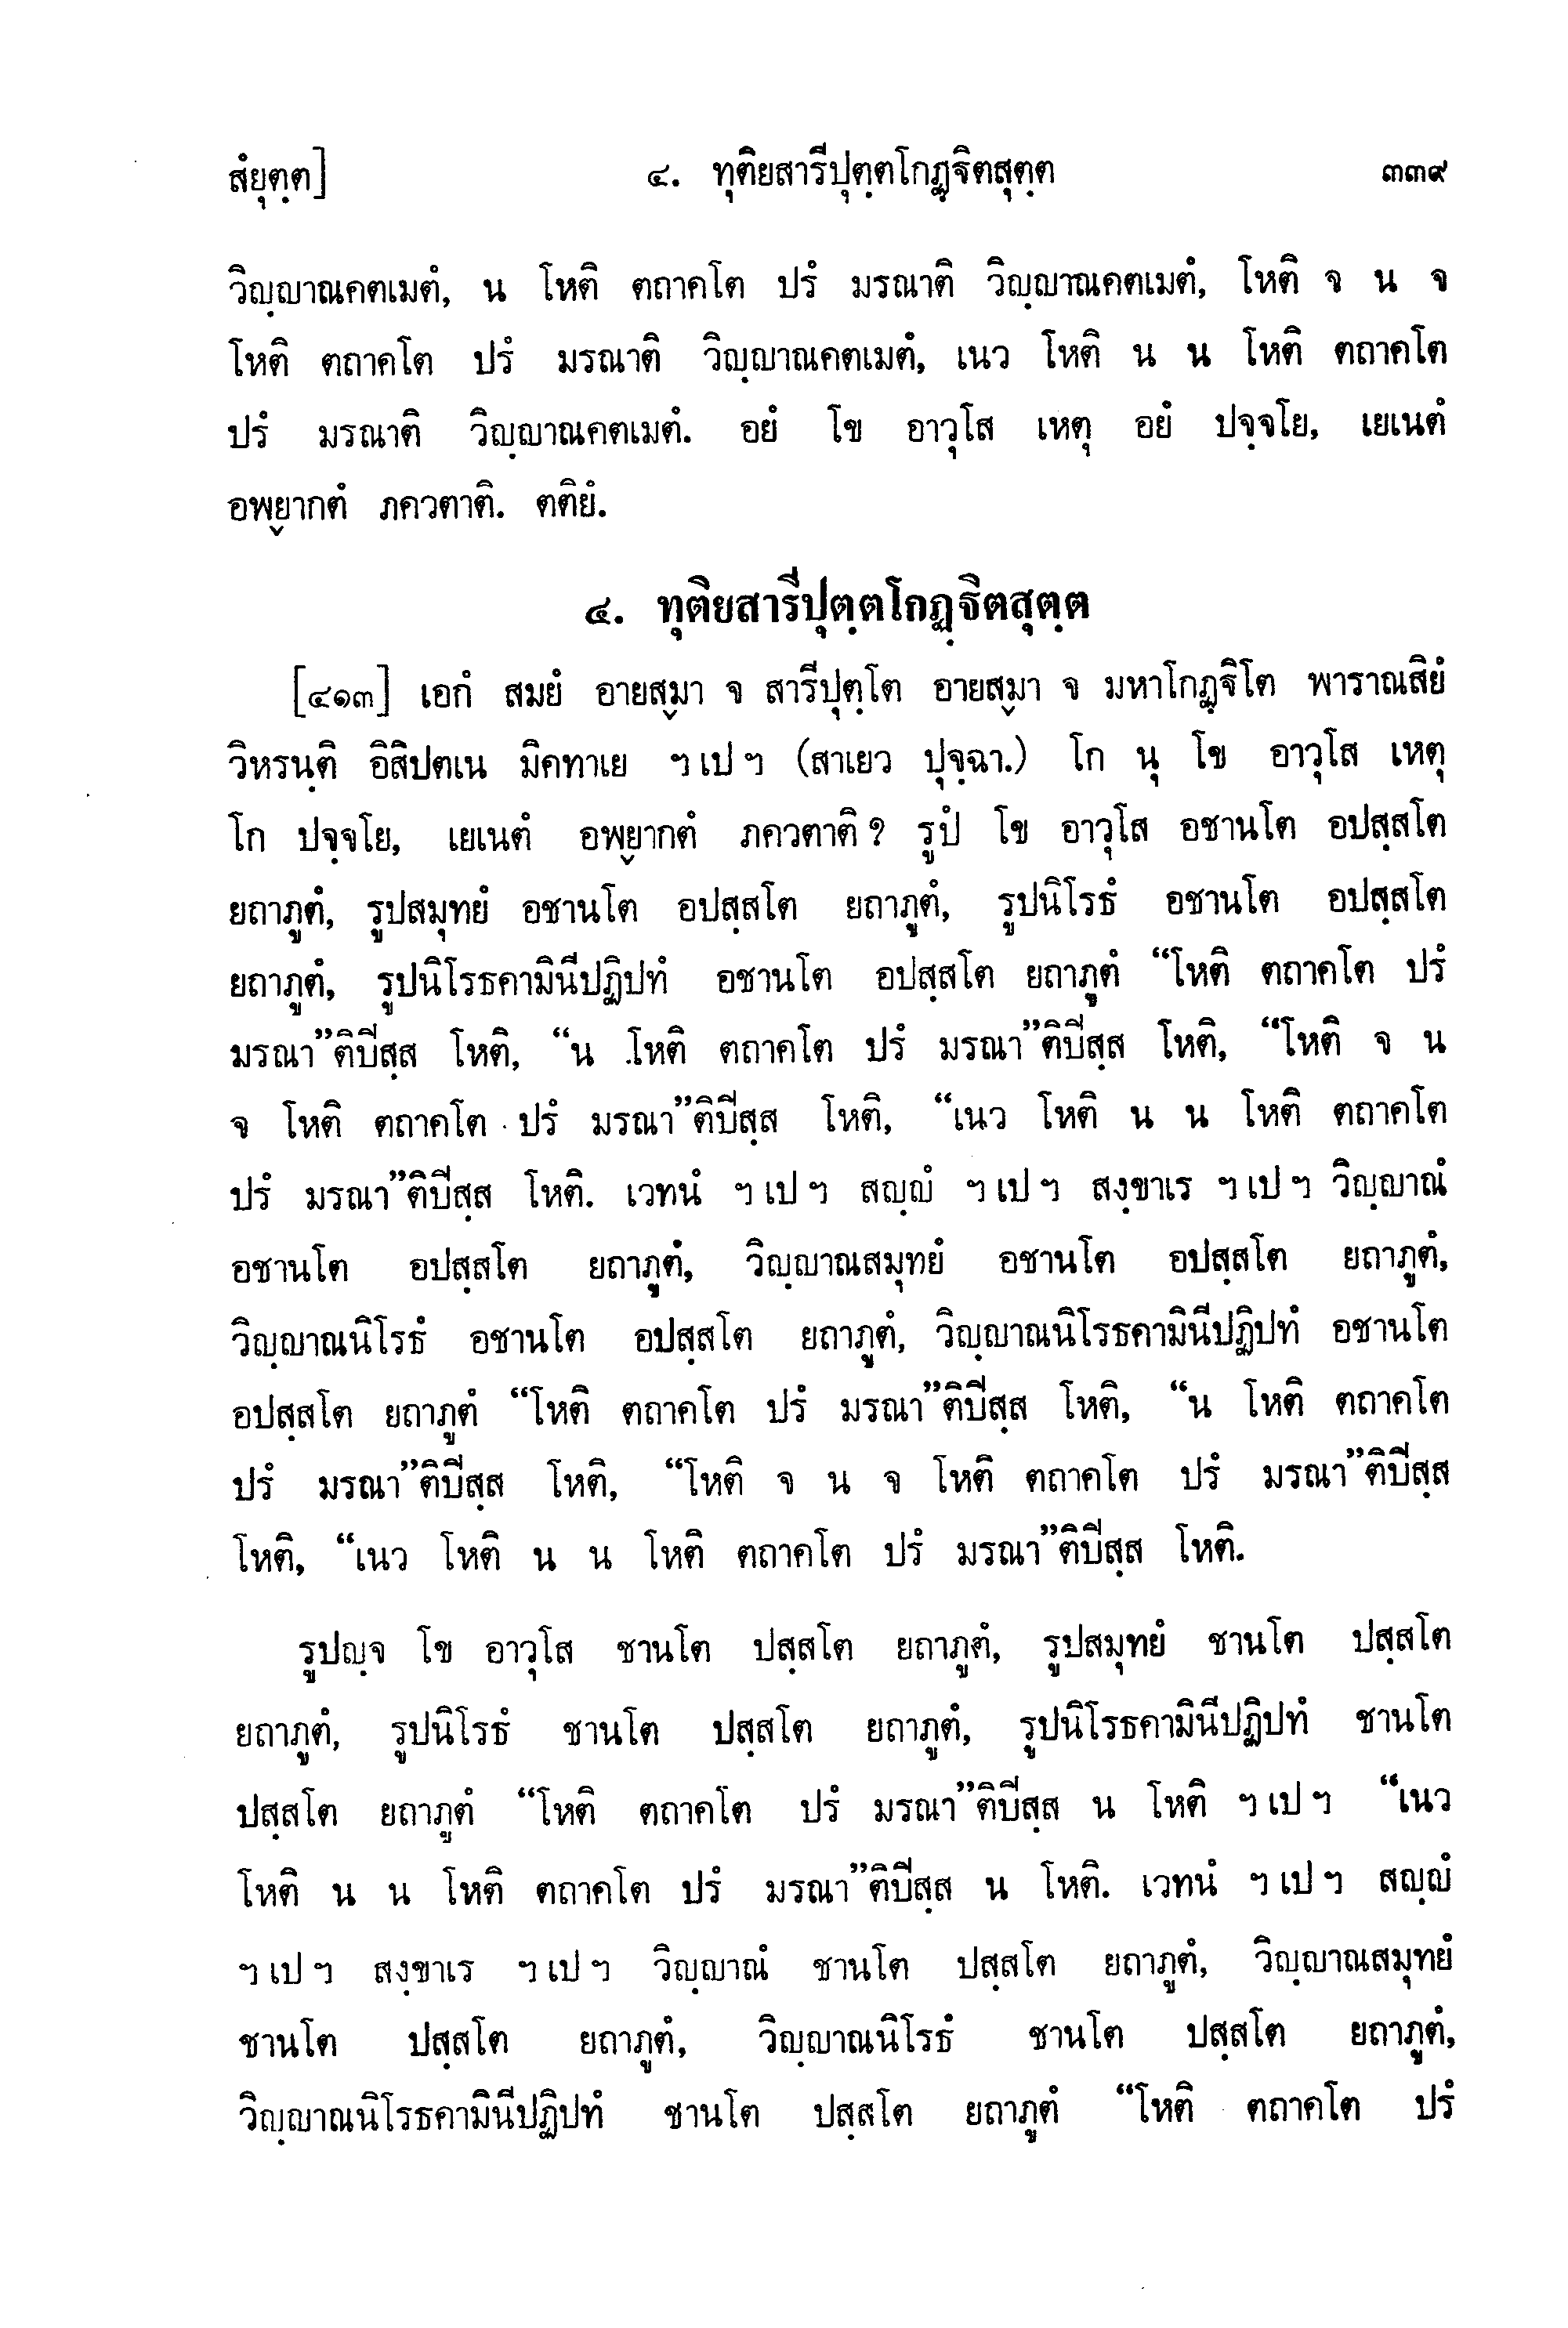 สํยุตฺต] ๔. ทุติยสารีปุตฺตโกฏฺฐิตสุตฺต ๓๓๙
วิญฺญาณคตเมตํ, น โหติ ตถาคโต ปรํ มรณาติ วิญฺญาณคตเมตํ, โหติ จ น จ
โหติ ตถาคโต ปรํ มรณาติ วิญฺญาณคตเมตํ, เนว โหติ น น โหติ ตถาคโต
ปรํ มรณาติ วิญฺญาณคตเมตํ. อยํ โข อาวุโส เหตุ อยํ ปจฺจโย, เยเนตํ
อพฺยากตํ ภควตาติ. ตติยํ.
๔. ทุติยสารีปุตฺตโกฏฺฐิตสุตฺต
[๔๑๓] เอกํ สมยํ อายสฺมา จ สารีปุตฺโต อายสฺมา จ มหาโกฏฺฐิโต พาราณสิยํ
วิหรนฺติ อิสิปตเน มิคทาเย ฯ เป ฯ (สาเยว ปุจฺฉา.) โก นุ โข อาวุโส เหตุ
โก ปจฺจโย, เยเนตํ อพฺยากตํ ภควตาติ ? รูปํ โข อาวุโส อชานโต อปสฺสโต
ยถาภูตํ, รูปสมุทยํ อชานโต อปสฺสโต ยถาภูตํ, รูปนิโรธํ อชานโต อปสฺสโต
ยถาภูตํ, รูปนิโรธคามินีปฏิปทํ อชานโต อปสฺสโต ยถาภูตํ “โหติ ตถาคโต ปรํ
มรณา”ติปีสฺส โหติ, “น โหติ ตถาคโต ปรํ มรณา”ติปีสฺส โหติ, “โหติ จ น
จ โหติ ตถาคโต ปรํ มรณา”ติปีสฺส โหติ, “เนว โหติ น น โหติ ตถาคโต
ปรํ มรณา”ติปีสฺส โหติ. เวทนํ ฯ เป ฯ สญฺญํ ฯ เป ฯ สงฺขาเร ฯ เป ฯ วิญฺญาณํ
อชานโต อปสฺสโต ยถาภูตํ, วิญฺญาณสมุทยํ อชานโต อปสฺสโต ยถาภูตํ,
วิญฺญาณนิโรธํ อชานโต อปสฺสโต ยถาภูตํ, วิญฺญาณนิโรธคามินีปฏิปทํ อชานโต
อปสฺสโต ยถาภูตํ “โหติ ตถาคโต ปรํ มรณา”ติปีสฺส โหติ, “น โหติ ตถาคโต
ปรํ มรณา”ติปีสฺส โหติ, “โหติ จ น จ โหติ ตถาคโต ปรํ มรณา”ติปีสฺส
โหติ, “เนว โหติ น น โหติ ตถาคโต ปรํ มรณา”ติปีสฺส โหติ.
รูปญฺจ โข อาวุโส ชานโต ปสฺสโต ยถาภูตํ, รูปสมุทยํ ชานโต ปสฺสโต
ยถาภูตํ, รูปนิโรธํ ชานโต ปสฺสโต ยถาภูตํ, รูปนิโรธคามินีปฏิปทํ ชานโต
ปสฺสโต ยถาภูตํ “โหติ ตถาคโต ปรํ มรณา”ติปีสฺส น โหติ ฯ เป ฯ “เนว
โหติ น น โหติ ตถาคโต ปรํ มรณา”ติปีสฺส น โหติ. เวทนํ ฯ เป ฯ สญฺญํ
ฯ เป ฯ สงฺขาเร ฯ เป ฯ วิญฺญาณํ ชานโต ปสฺสโต ยถาภูตํ, วิญฺญาณสมุทยํ
ชานโต ปสฺสโต ยถาภูตํ, วิญฺญาณนิโรธํ ชานโต ปสฺสโต ยถาภูตํ,
วิญฺญาณนิโรธคามินีปฏิปทํ ชานโต ปสฺสโต ยถาภูตํ “โหติ ตถาคโต ปรํ